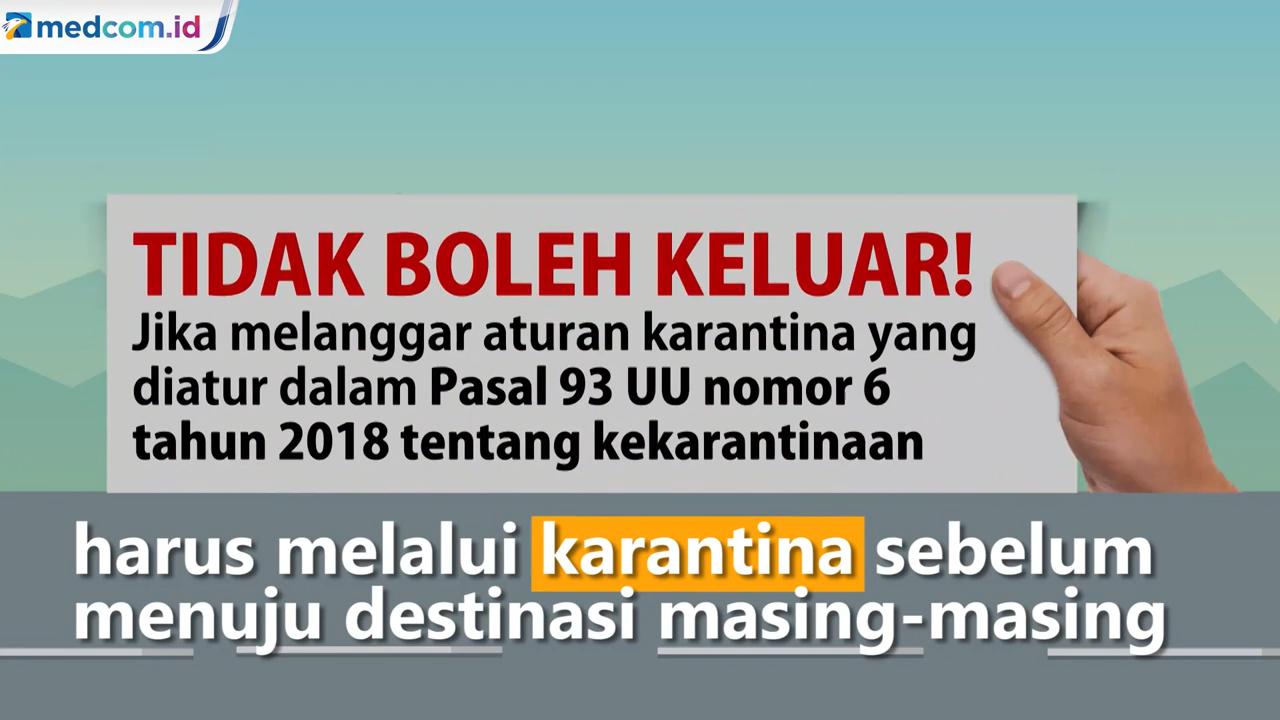 medcom.id
TIDAK BOLEH KELUAR!
Jika melanggar aturan karantina yang
diatur dalam Pasal 93 UU nomor 6
tahun 2018 tentang kekarantinaan
harus melalui karantina sebelum
menuju destinasi masing-masing